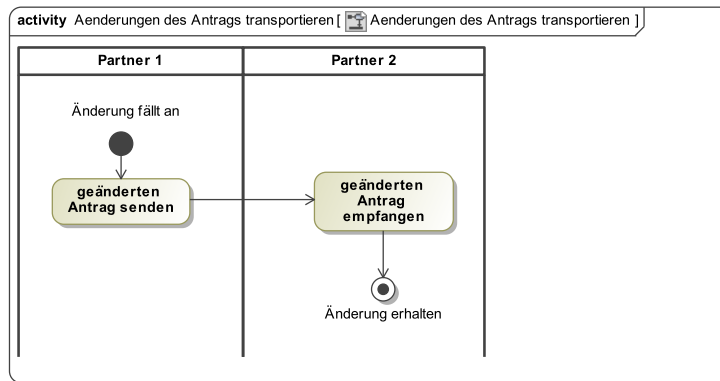 activity Aenderungen des Antrags transportieren [ Aenderungen des Antrags transportieren ]
Partner 1
Partner 2
Änderung fällt an
geänderten
Antrag senden
geänderten
Antrag
empfangen
Änderung erhalten